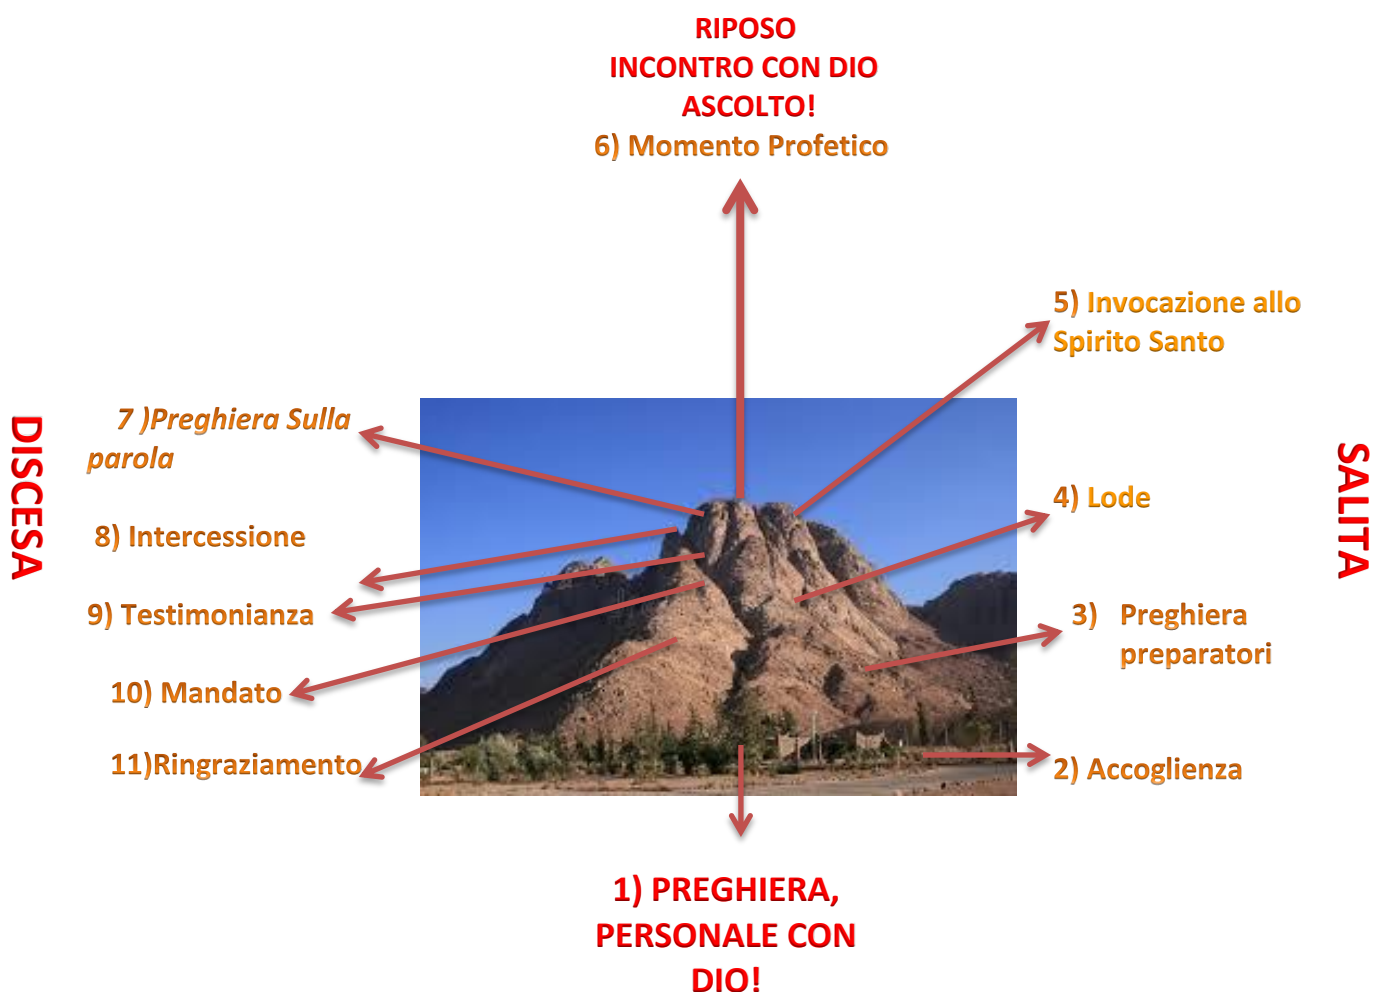 RIPOSO
INCONTRO CON DIO
ASCOLTO!
6) Momento Profetico
5) Invocazione allo
Spirito Santo
7 )Preghiera Sulla
parola
DISCESA
SALITA
4) Lode
8) Intercessione
9) Testimonianza
3) Preghiera
preparatori
10) Mandato
11)Ringraziamento
2) Accoglienza
1) PREGHIERA,
PERSONALE CON
DIO!